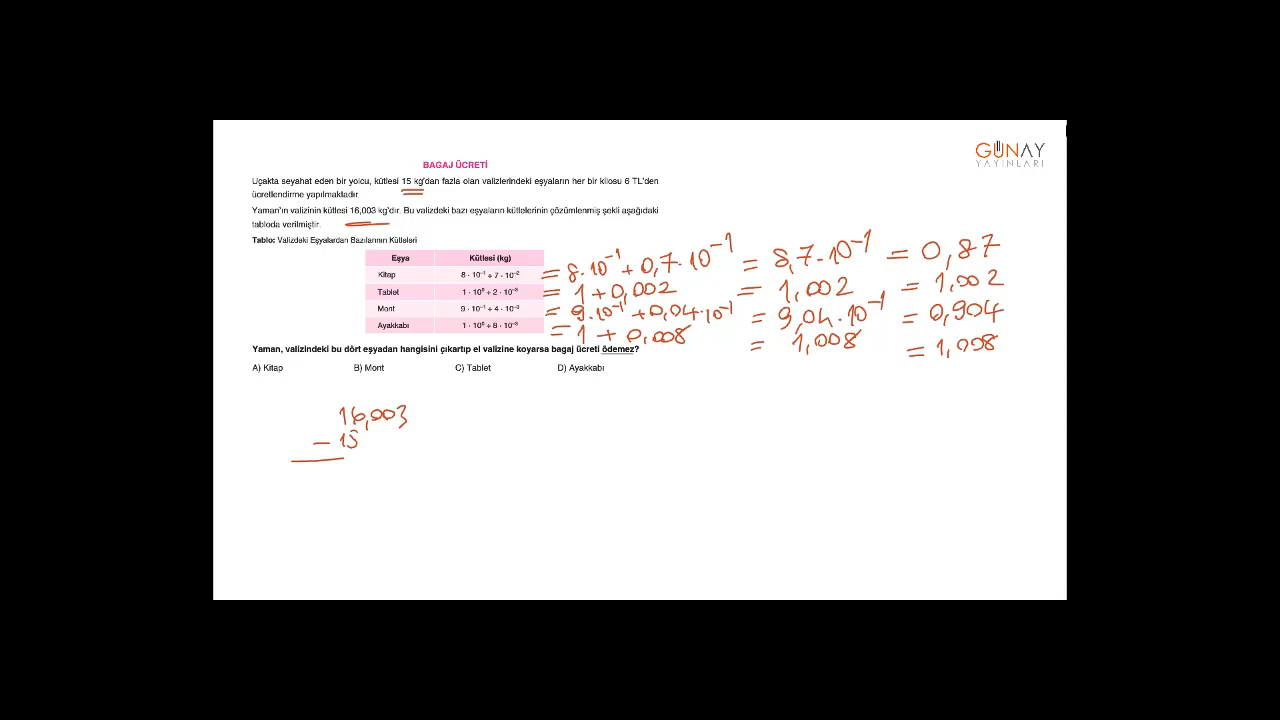 GÜNAY
YAYINLARI
BAGAJ ÜCRETİ
Uçakta seyahat eden bir yolcu, kütlesi 15 kg'dan fazla olan valizlerindeki eşyaların her bir kilosu 6 TL'den
ücretlendirme yapılmaktadır.
Yaman'ın valizinin kütlesi 16,003 kg'dır. Bu valizdeki bazı eşyaların kütlelerinin çözümlenmiş şekli aşağıdaki
tabloda verilmiştir.
Tablo: Valizdeki Eşyalardan Bazılarının Kütleleri
Eşya Kütlesi (kg)
Kitap 8 · 10⁻¹ + 7 · 10⁻² = 8·10⁻¹ + 0,7·10⁻¹ = 8,7·10⁻¹ = 0,87
Tablet 1 · 10⁰ + 2 · 10⁻³ = 1 + 0,002 = 1,002 = 1,002
Mont 9 · 10⁻¹ + 4 · 10⁻³ = 9·10⁻¹ + 0,04·10⁻¹ = 9,04·10⁻¹ = 0,904
Ayakkabı 1 · 10⁰ + 8 · 10⁻³ = 1 + 0,008 = 1,008 = 1,008
Yaman, valizindeki bu dört eşyadan hangisini çıkartıp el valizine koyarsa bagaj ücreti ödemez?
A) Kitap B) Mont C) Tablet D) Ayakkabı
16,003
- 15